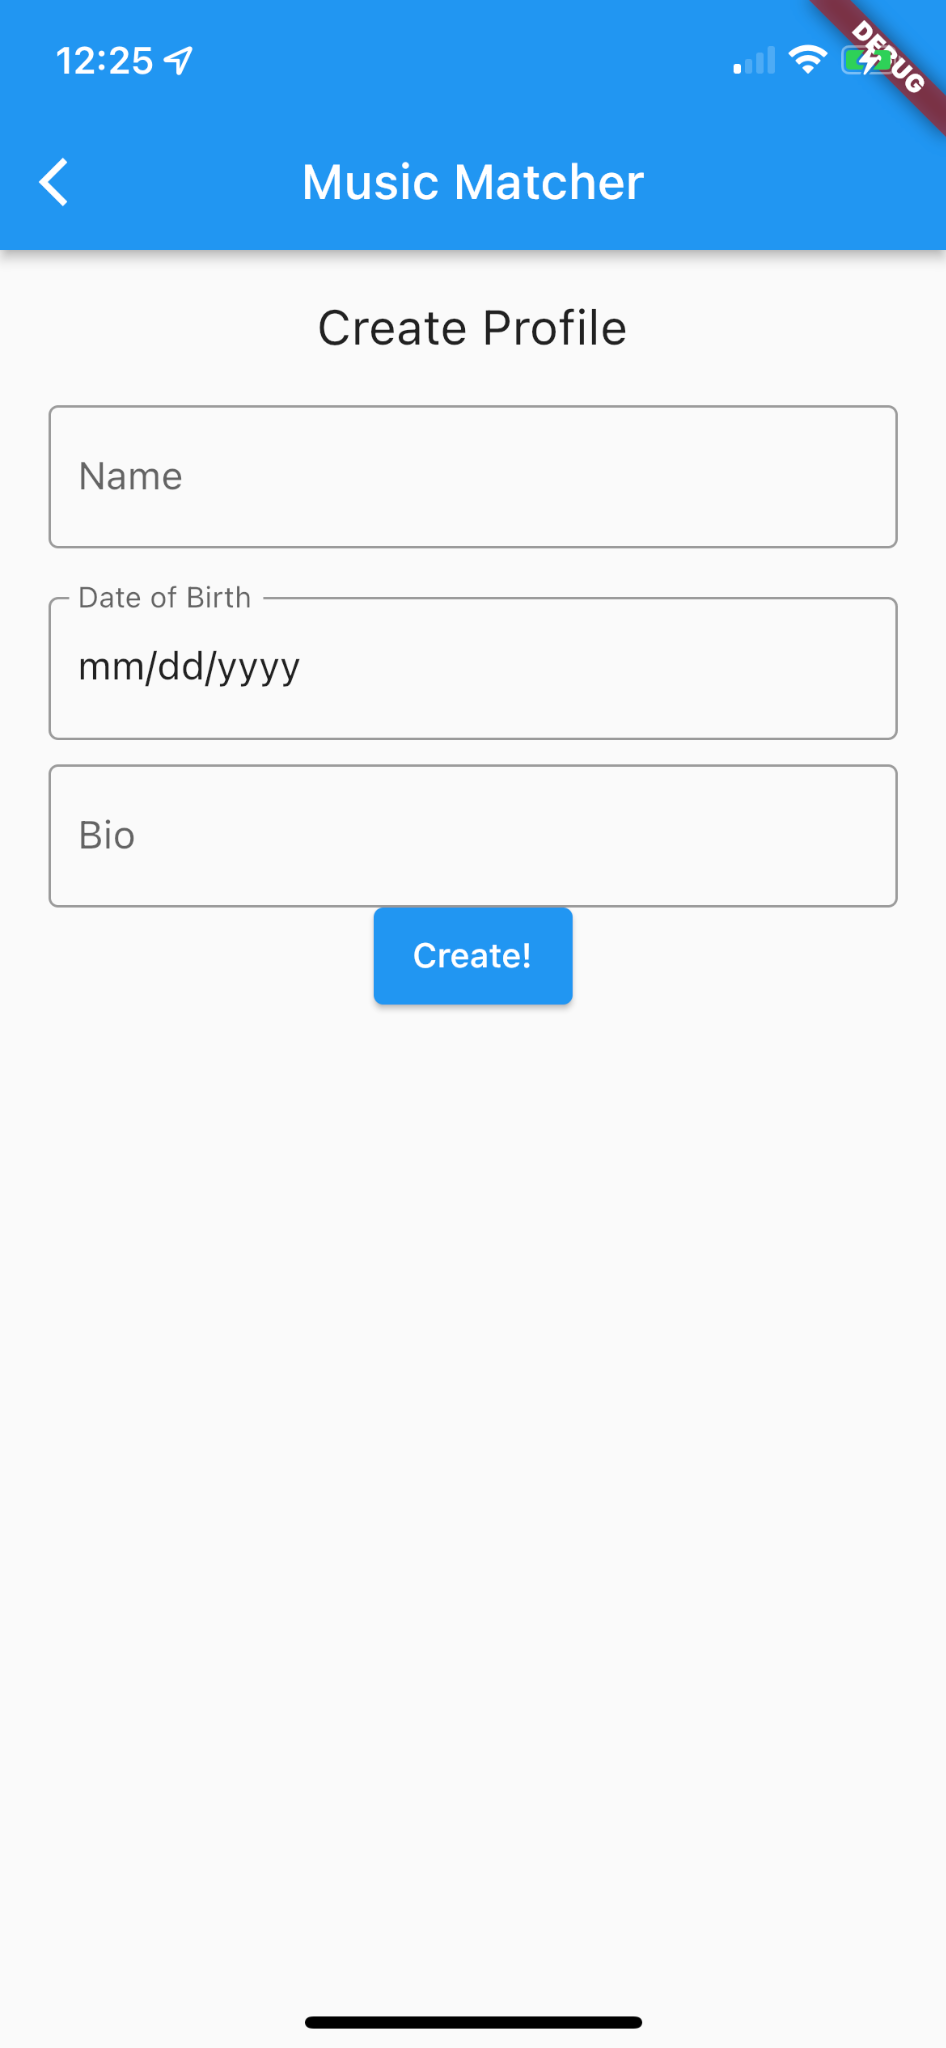 12:25
DEBUG
Music Matcher
Create Profile
Name
Date of Birth
mm/dd/yyyy
Bio
Create!